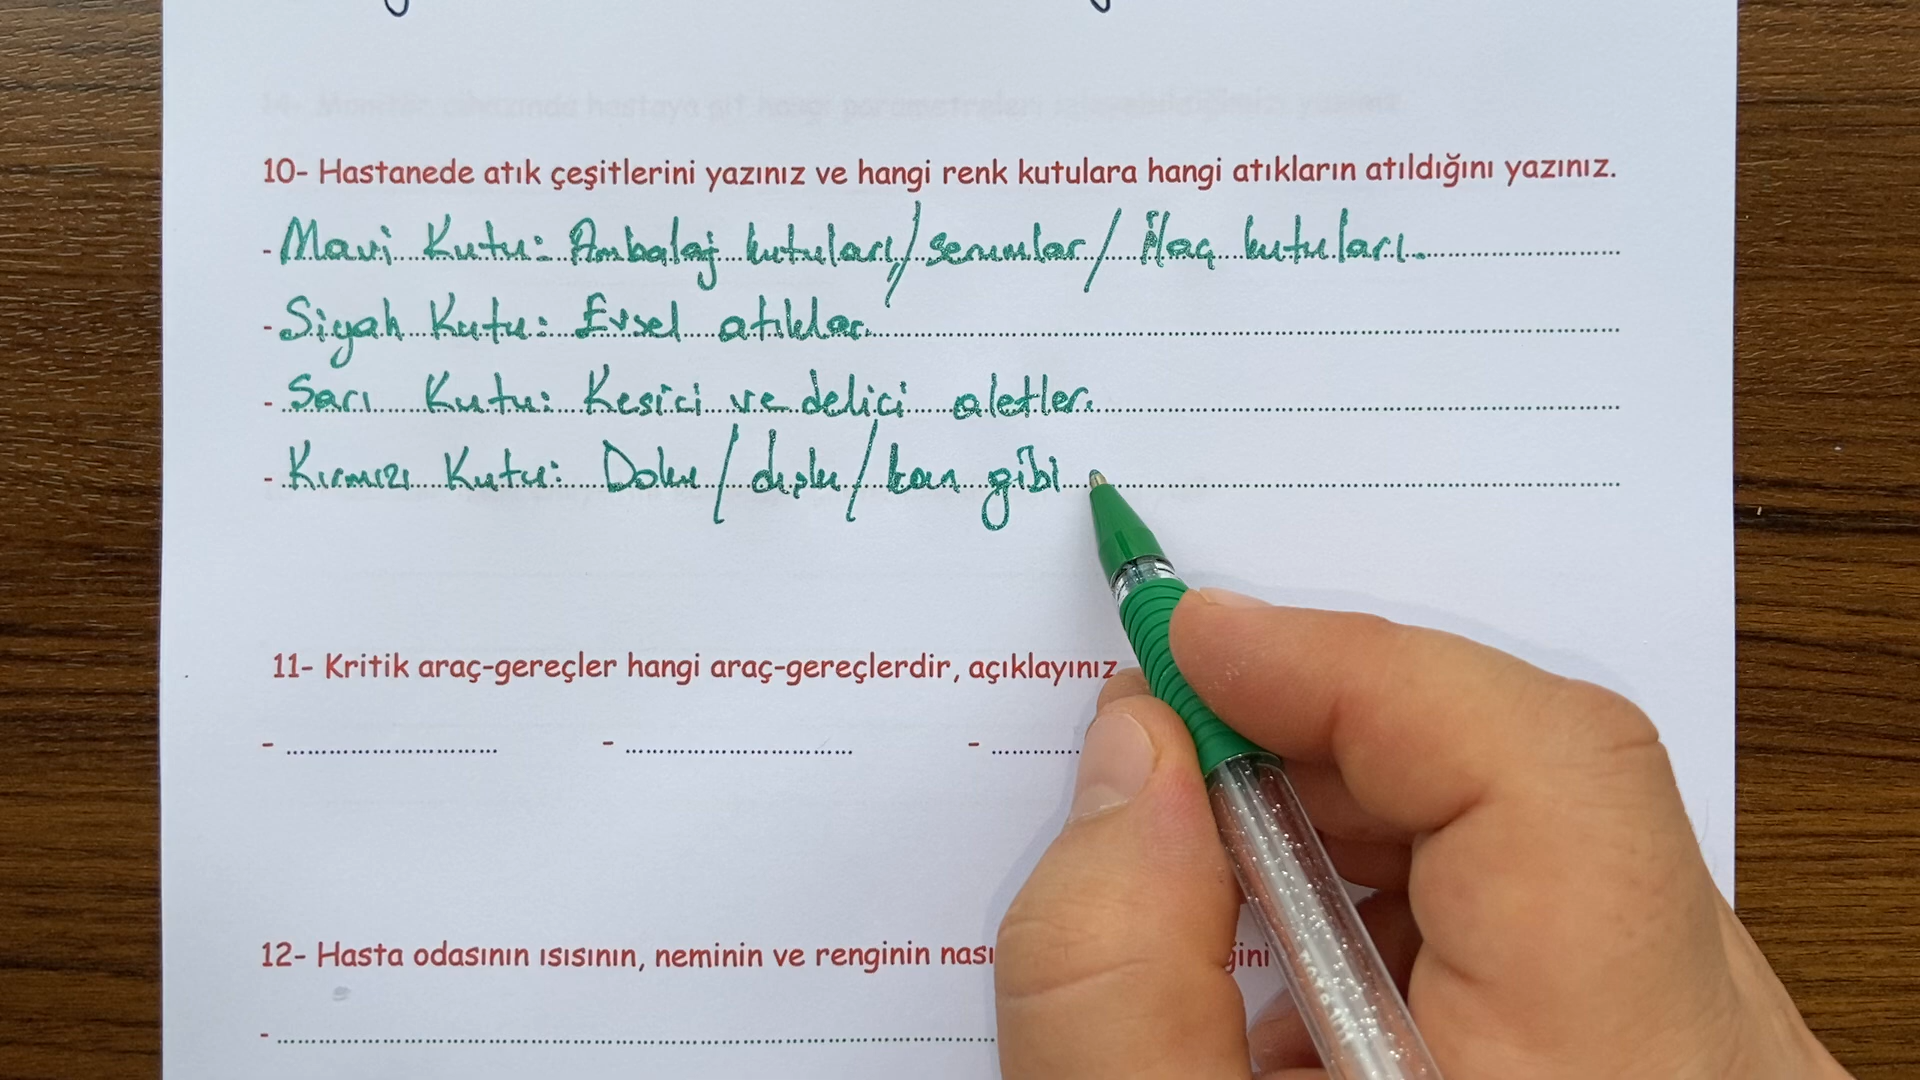 10- Hastanede atık çeşitlerini yazınız ve hangi renk kutulara hangi atıkların atıldığını yazınız.
- Mavi Kutu: Ambalaj kutuları/serumlar/İlaç kutuları.
- Siyah Kutu: Evsel atıklar.
- Sarı Kutu: Kesici ve delici aletler.
- Kırmızı Kutu: Doku/dışkı/kan gibi
11- Kritik araç-gereçler hangi araç-gereçlerdir, açıklayınız
- - -
12- Hasta odasının ısısının, neminin ve renginin
-